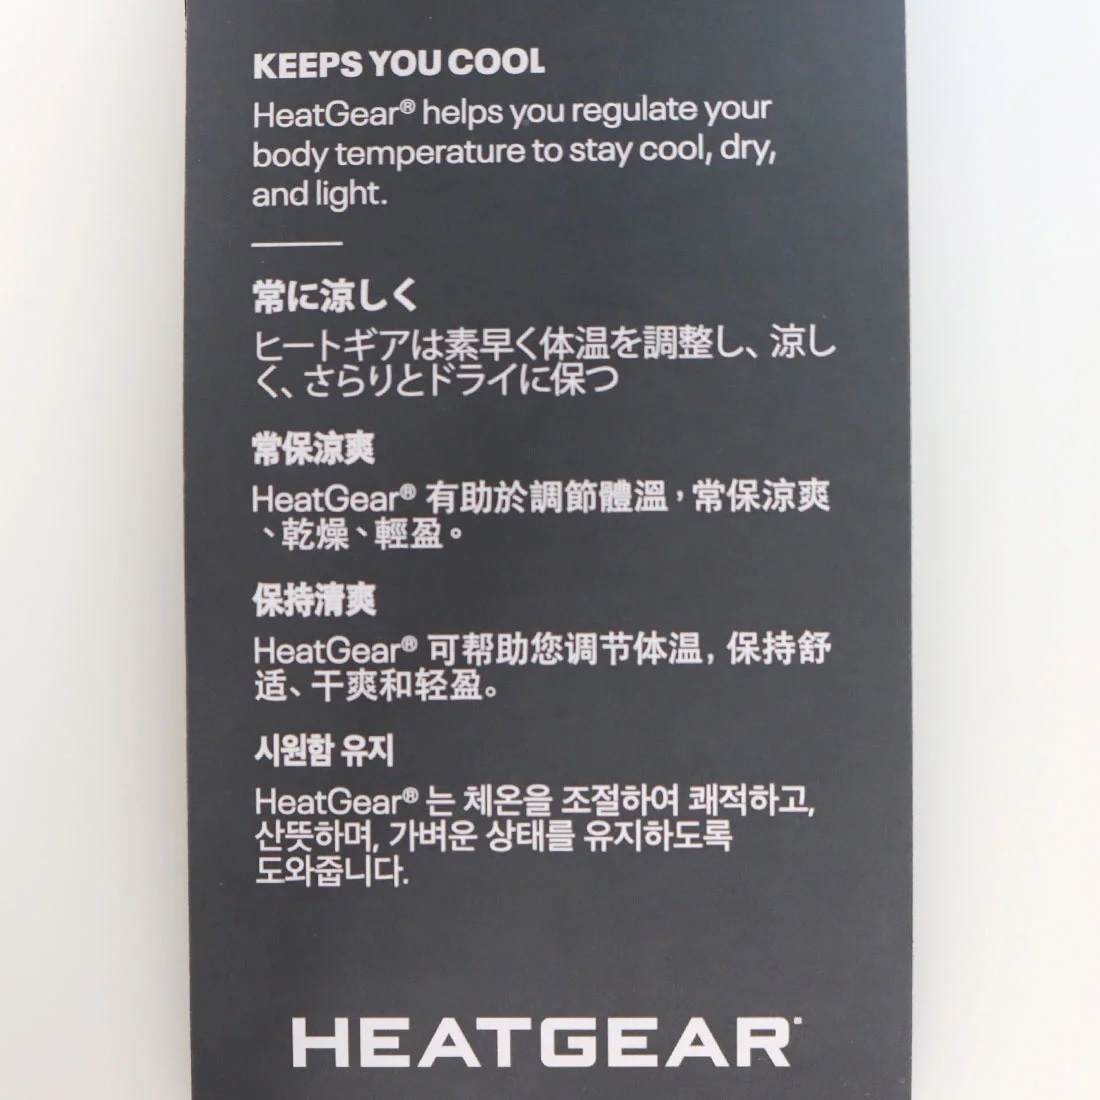 KEEPS YOU COOL
HeatGear® helps you regulate your
body temperature to stay cool, dry,
and light.
常に涼しく
ヒートギアは素早く体温を調整し、涼し
く、さらりとドライに保つ
常保涼爽
HeatGear® 有助於調節體溫，常保涼爽
、乾燥、輕盈。
保持清爽
HeatGear® 可帮助您调节体温，保持舒
适、干爽和轻盈。
시원함 유지
HeatGear® 는 체온을 조절하여 쾌적하고,
산뜻하며, 가벼운 상태를 유지하도록
도와줍니다.
HEATGEAR®